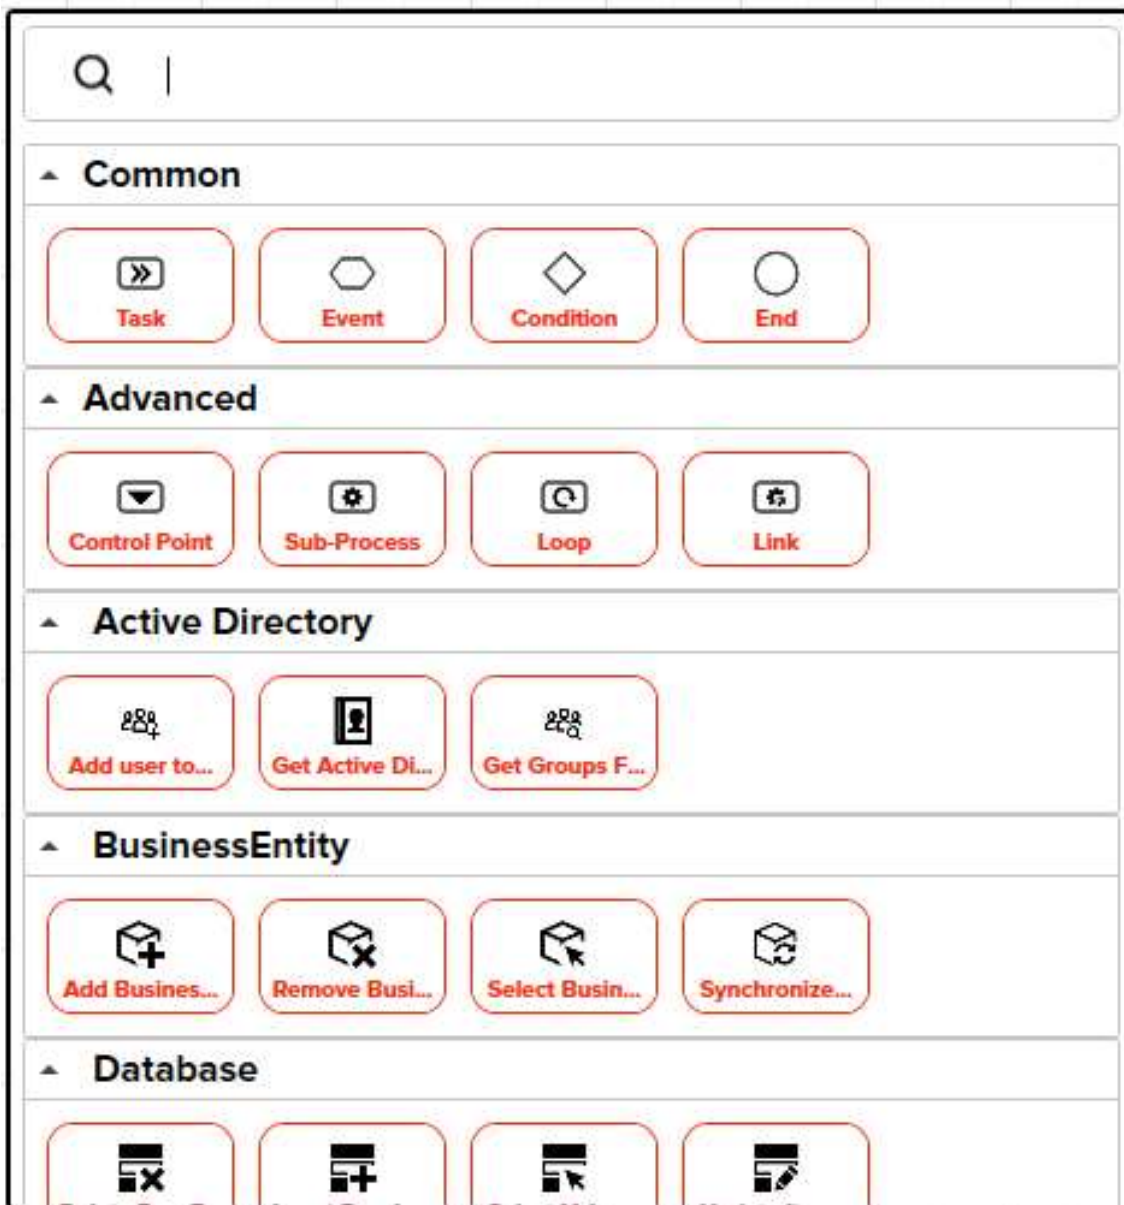 Common
Task Event Condition End
Advanced
Control Point Sub-Process Loop Link
Active Directory
Add user to... Get Active Di... Get Groups F...
BusinessEntity
Add Busines... Remove Busi... Select Busin... Synchronize...
Database